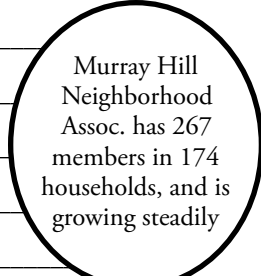 Murray Hill
Neighborhood
Assoc. has 267
members in 174
households, and is
growing steadily